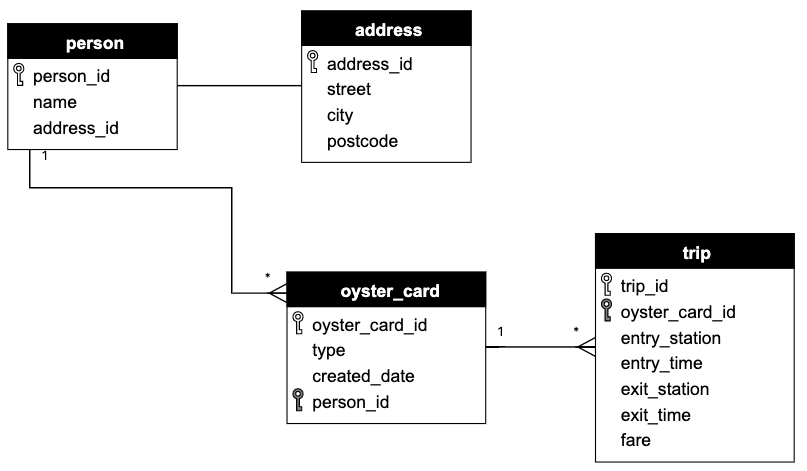 person
person_id
name
address_id
address
address_id
street
city
postcode
1
*
oyster_card
oyster_card_id
type
created_date
person_id
1
*
trip
trip_id
oyster_card_id
entry_station
entry_time
exit_station
exit_time
fare